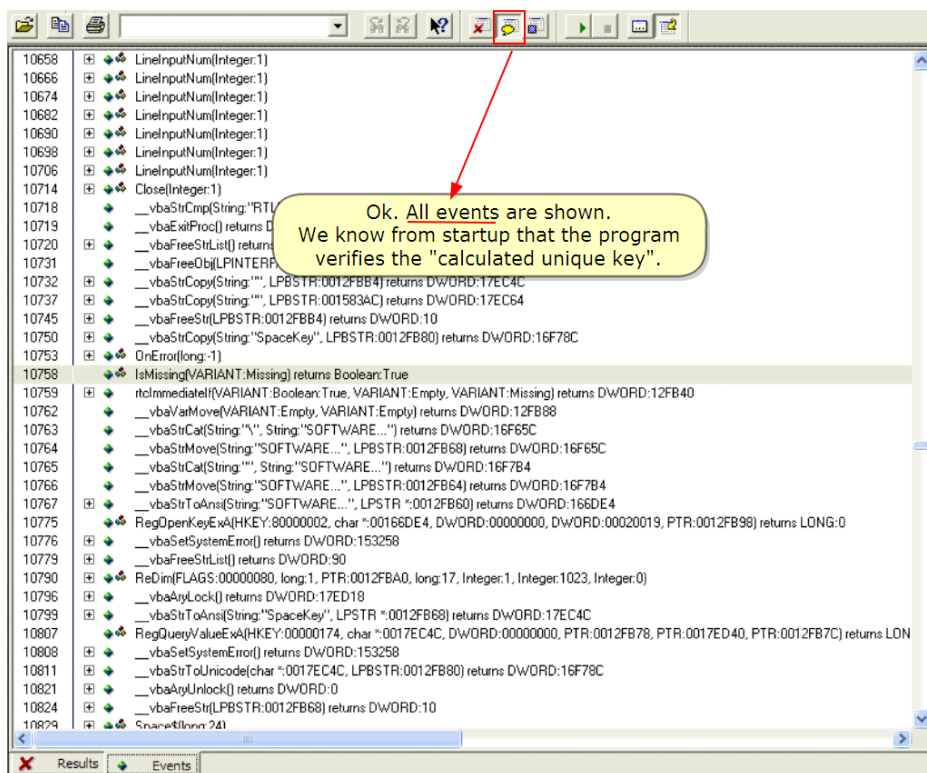 10658 LineInputNum(Integer:1)
10666 LineInputNum(Integer:1)
10674 LineInputNum(Integer:1)
10682 LineInputNum(Integer:1)
10690 LineInputNum(Integer:1)
10698 LineInputNum(Integer:1)
10706 LineInputNum(Integer:1)
10714 Close(Integer:1)
10718 __vbaStrCmp(String:"RTL
10719 __vbaExitProc() returns D
10720 __vbaFreeStrList() returns
10731 __vbaFreeObj(LPINTERF
Ok. All events are shown.
We know from startup that the program
verifies the "calculated unique key".
10732 __vbaStrCopy(String:"", LPBSTR:0012FBB4) returns DWORD:17EC4C
10737 __vbaStrCopy(String:"", LPBSTR:001583AC) returns DWORD:17EC64
10745 __vbaFreeStr(LPBSTR:0012FBB4) returns DWORD:10
10750 __vbaStrCopy(String:"SpaceKey", LPBSTR:0012FB80) returns DWORD:16F78C
10753 OnError(long:-1)
10758 IsMissing(VARIANT:Missing) returns Boolean:True
10759 rtcImmediateIf(VARIANT:Boolean:True, VARIANT:Empty, VARIANT:Missing) returns DWORD:12FB40
10762 __vbaVarMove(VARIANT:Empty, VARIANT:Empty) returns DWORD:12FB88
10763 __vbaStrCat(String:"\", String:"SOFTWARE...") returns DWORD:16F65C
10764 __vbaStrMove(String:"SOFTWARE...", LPBSTR:0012FB68) returns DWORD:16F65C
10765 __vbaStrCat(String:"", String:"SOFTWARE...") returns DWORD:16F7B4
10766 __vbaStrMove(String:"SOFTWARE...", LPBSTR:0012FB64) returns DWORD:16F7B4
10767 __vbaStrToAnsi(String:"SOFTWARE...", LPSTR *:0012FB60) returns DWORD:166DE4
10775 RegOpenKeyExA(HKEY:80000002, char *:00166DE4, DWORD:00000000, DWORD:00020019, PTR:0012FB98) returns LONG:0
10776 __vbaSetSystemError() returns DWORD:153258
10779 __vbaFreeStrList() returns DWORD:90
10790 ReDim(FLAGS:00000080, long:1, PTR:0012FBA0, long:17, Integer:1, Integer:1023, Integer:0)
10796 __vbaAryLock() returns DWORD:17ED18
10799 __vbaStrToAnsi(String:"SpaceKey", LPSTR *:0012FB68) returns DWORD:17EC4C
10807 RegQueryValueExA(HKEY:00000174, char *:0017EC4C, DWORD:00000000, PTR:0012FB78, PTR:0017ED40, PTR:0012FB7C) returns LON
10808 __vbaSetSystemError() returns DWORD:153258
10811 __vbaStrToUnicode(char *:0017EC4C, LPBSTR:0012FB80) returns DWORD:16F78C
10821 __vbaAryUnlock() returns DWORD:0
10824 __vbaFreeStr(LPBSTR:0012FB68) returns DWORD:10
10829 Space$(long:24)
Results Events